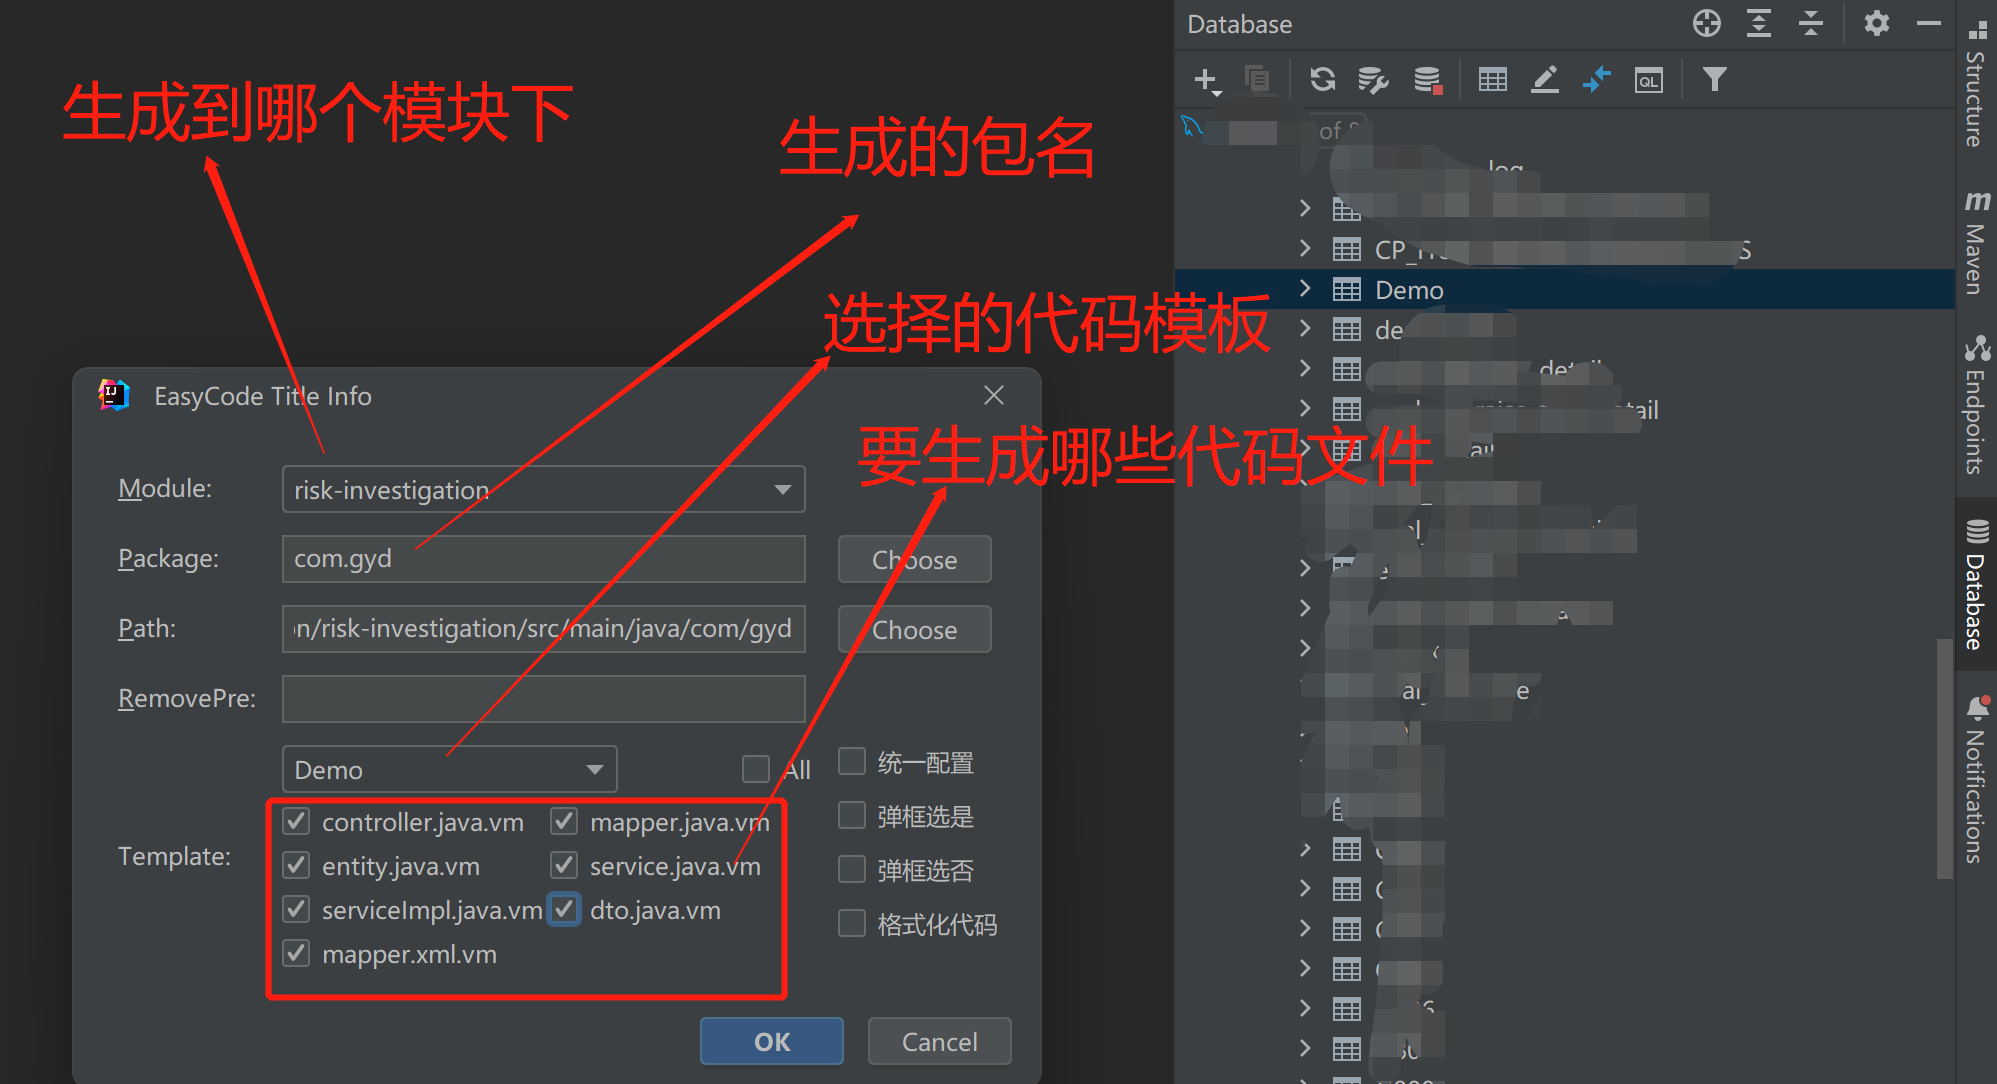 Database
生成到哪个模块下
生成的包名
选择的代码模板
要生成哪些代码文件
EasyCode Title Info
Module:
risk-investigation
Package:
com.gyd
Choose
Path:
on/risk-investigation/src/main/java/com/gyd
Choose
RemovePre:
Demo
All
Template:
controller.java.vm
mapper.java.vm
entity.java.vm
service.java.vm
serviceImpl.java.vm
dto.java.vm
mapper.xml.vm
统一配置
弹框选是
弹框选否
格式化代码
OK
Cancel
QL
of
log
CP_
S
Demo
de
Structure
m
Maven
Endpoints
Database
Notifications